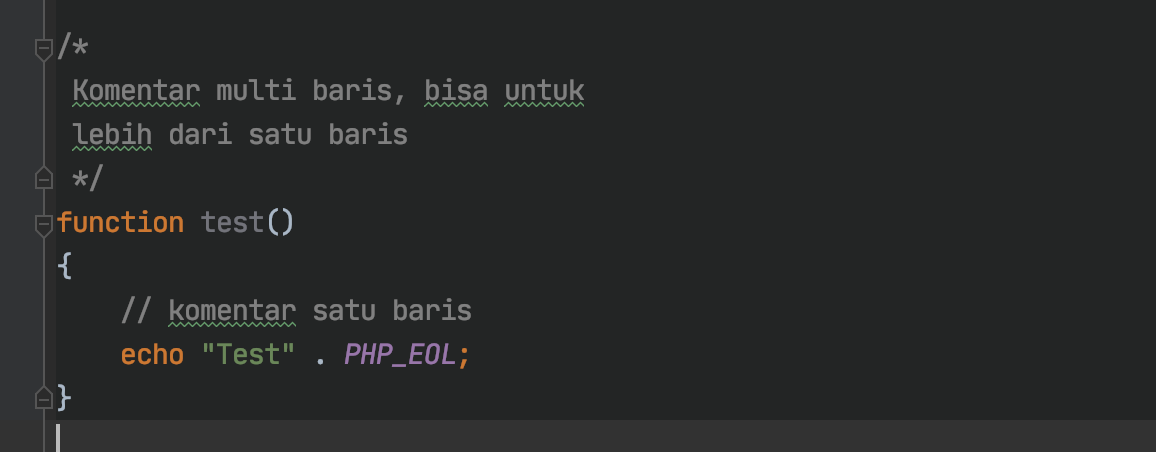 /*
 Komentar multi baris, bisa untuk
 lebih dari satu baris
 */
function test()
{
    // komentar satu baris
    echo "Test" . PHP_EOL;
}